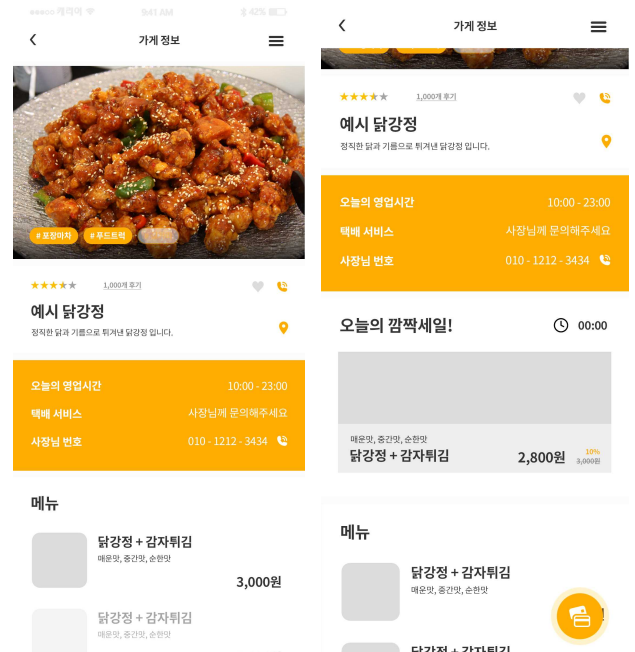 캐리어
9:41 AM
42%
가게 정보
# 포장마차
# 푸드트럭
1,000개 후기
예시 닭강정
정직한 닭과 기름으로 튀겨낸 닭강정 입니다.
오늘의 영업시간
10:00 - 23:00
택배 서비스
사장님께 문의해주세요
사장님 번호
010 - 1212 - 3434
메뉴
닭강정 + 감자튀김
매운맛, 중간맛, 순한맛
3,000원
닭강정 + 감자튀김
매운맛, 중간맛, 순한맛
가게 정보
1,000개 후기
예시 닭강정
정직한 닭과 기름으로 튀겨낸 닭강정 입니다.
오늘의 영업시간
10:00 - 23:00
택배 서비스
사장님께 문의해주세요
사장님 번호
010 - 1212 - 3434
오늘의 깜짝세일!
00:00
매운맛, 중간맛, 순한맛
닭강정 + 감자튀김
2,800원
10%
3,000원
메뉴
닭강정 + 감자튀김
매운맛, 중간맛, 순한맛
닭강정 + 감자튀김